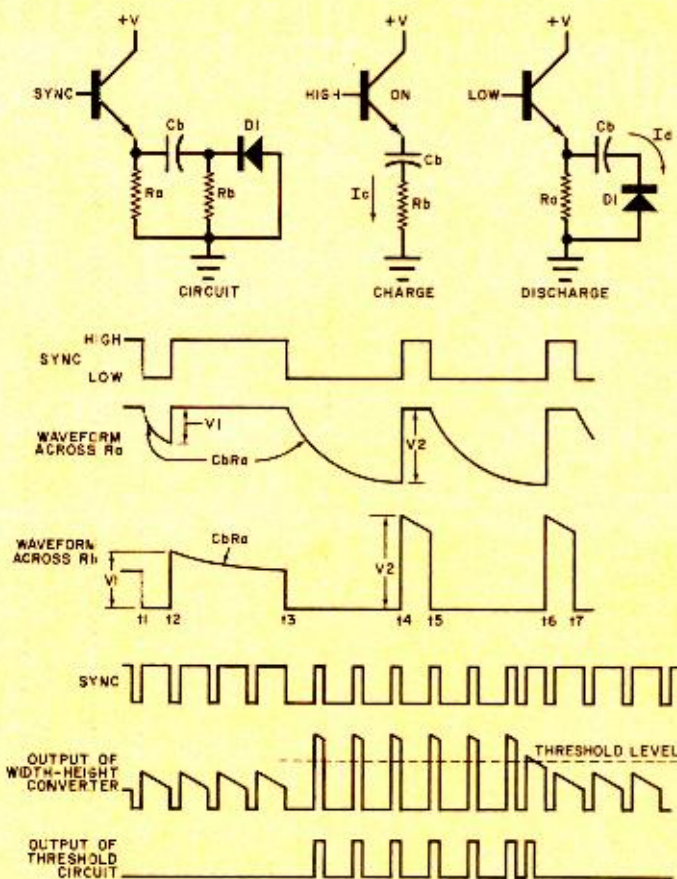 +V
+V
+V
SYNC
Cb
D1
Ra
Rb
CIRCUIT
HIGH
ON
Cb
Ic
Rb
CHARGE
LOW
Cb
Id
Ra
D1
DISCHARGE
HIGH
SYNC
LOW
WAVEFORM
ACROSS Ra
V1
CbRa
V2
WAVEFORM
ACROSS Rb
V1
CbRa
V2
t1 t2 t3 t4 t5 t6 t7
SYNC
OUTPUT OF
WIDTH-HEIGHT
CONVERTER
THRESHOLD LEVEL
OUTPUT OF
THRESHOLD
CIRCUIT